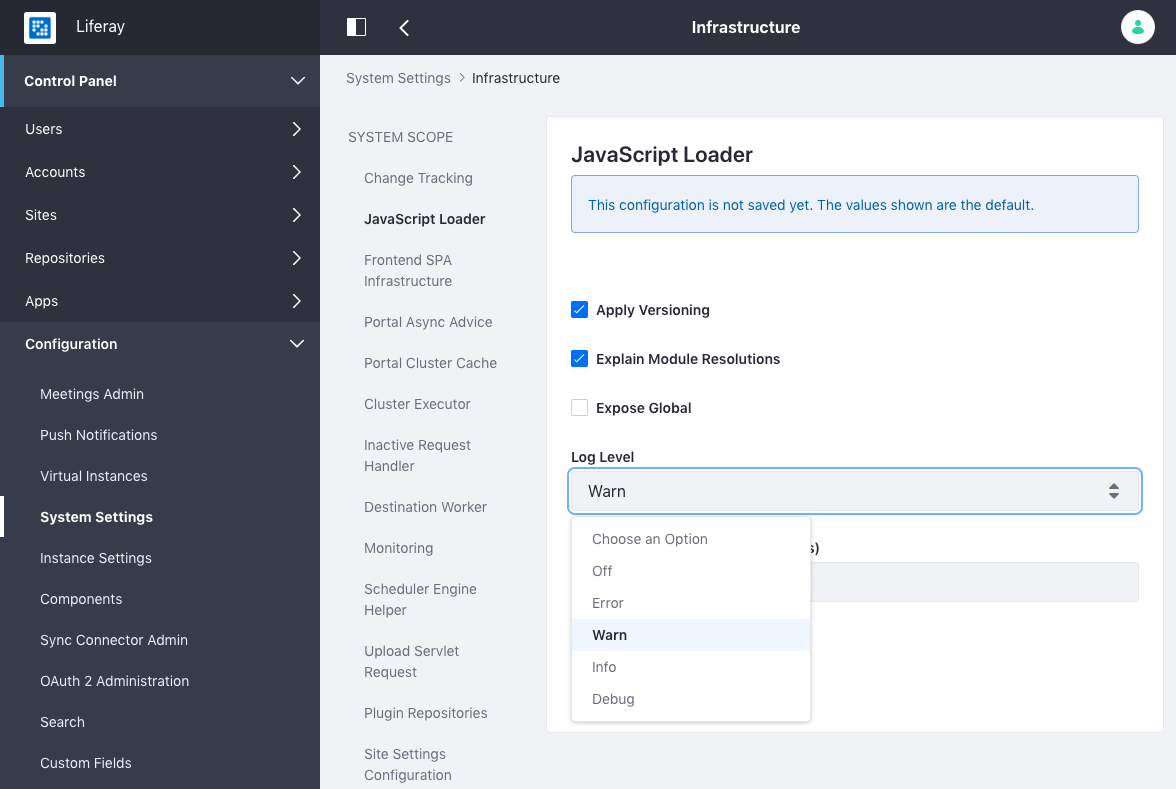 Liferay
Control Panel
Users
Accounts
Sites
Repositories
Apps
Configuration
Meetings Admin
Push Notifications
Virtual Instances
System Settings
Instance Settings
Components
Sync Connector Admin
OAuth 2 Administration
Search
Custom Fields
Infrastructure
System Settings > Infrastructure
SYSTEM SCOPE
Change Tracking
JavaScript Loader
Frontend SPA
Infrastructure
Portal Async Advice
Portal Cluster Cache
Cluster Executor
Inactive Request
Handler
Destination Worker
Monitoring
Scheduler Engine
Helper
Upload Servlet
Request
Plugin Repositories
Site Settings
Configuration
JavaScript Loader
This configuration is not saved yet. The values shown are the default.
Apply Versioning
Explain Module Resolutions
Expose Global
Log Level
Warn
Choose an Option
Off
Error
Warn
Info
Debug